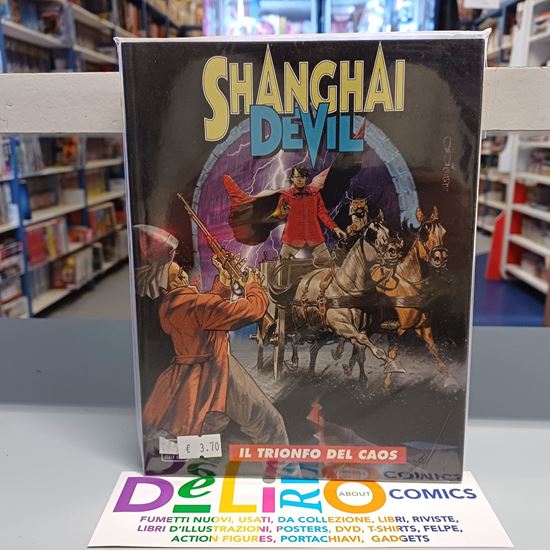 SHANGHAI
DEVIL
€ 3.70
IL TRIONFO DEL CAOS
DeLiRiO
ABOUT
COMICS
FUMETTI NUOVI, USATI, DA COLLEZIONE, LIBRI, RIVISTE,
LIBRI D'ILLUSTRAZIONI, POSTERS, DVD, T-SHIRTS, FELPE,
ACTION FIGURES, PORTACHIAVI, GADGETS